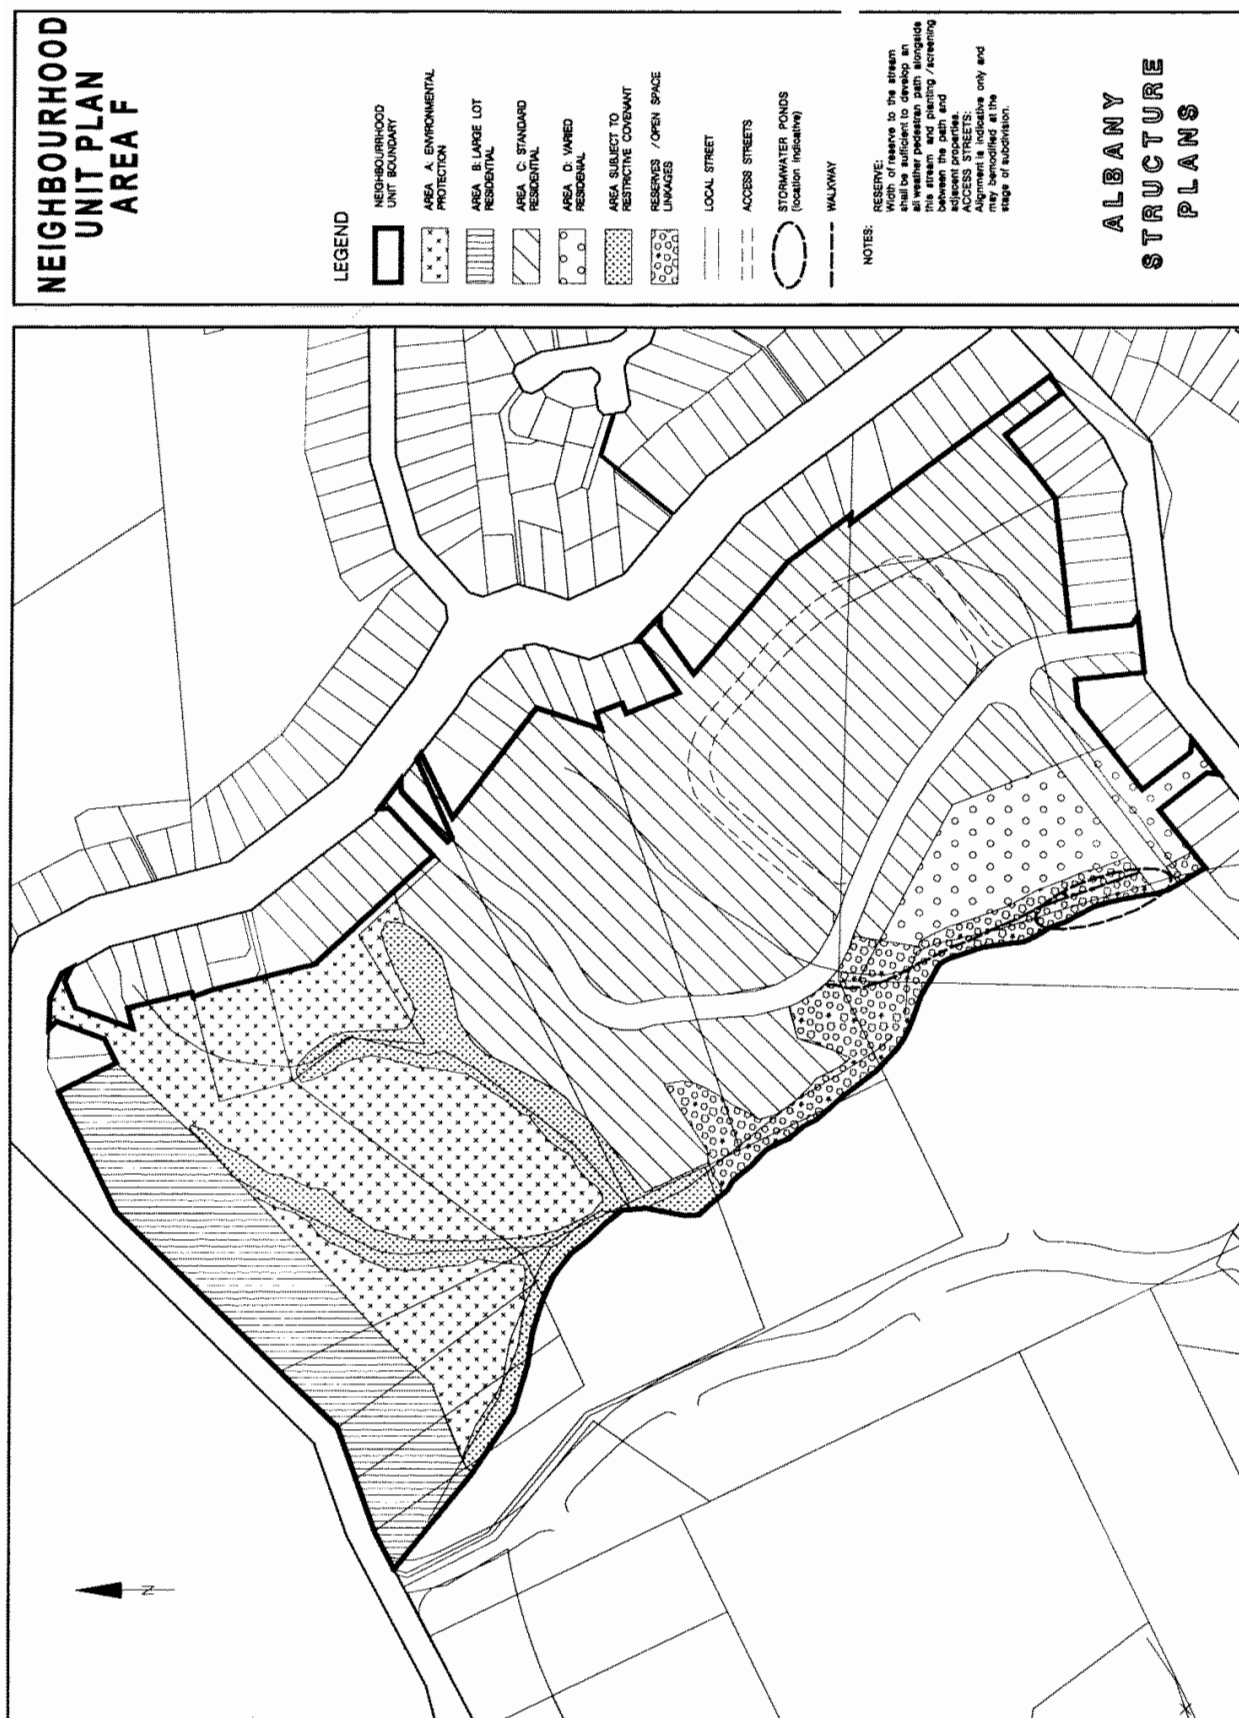 NEIGHBOURHOOD
UNIT PLAN
AREA F
LEGEND
NEIGHBOURRHOOD
UNIT BOUNDARY
AREA A: ENVIRONMENTAL
PROTECTION
AREA B: LARGE LOT
RESIDENTIAL
AREA C: STANDARD
RESIDENTIAL
AREA D: VARIED
RESIDENIAL
AREA SUBJECT TO
RESTRICTIVE COVENANT
RESERVES / OPEN SPACE
LINKAGES
LOCAL STREET
ACCESS STREETS
STORMWATER PONDS
(location indicative)
WALKWAY
NOTES:
RESERVE:
Width of reserve to the stream
shall be sufficient to develop an
all weather pedestrian path alongside
this stream and planting /screening
between the path and
adjacent properties.
ACCESS STREETS:
Alignment is indicative only and
may bemodified at the
stage of subdivision.
ALBANY
STRUCTURE
PLANS
N